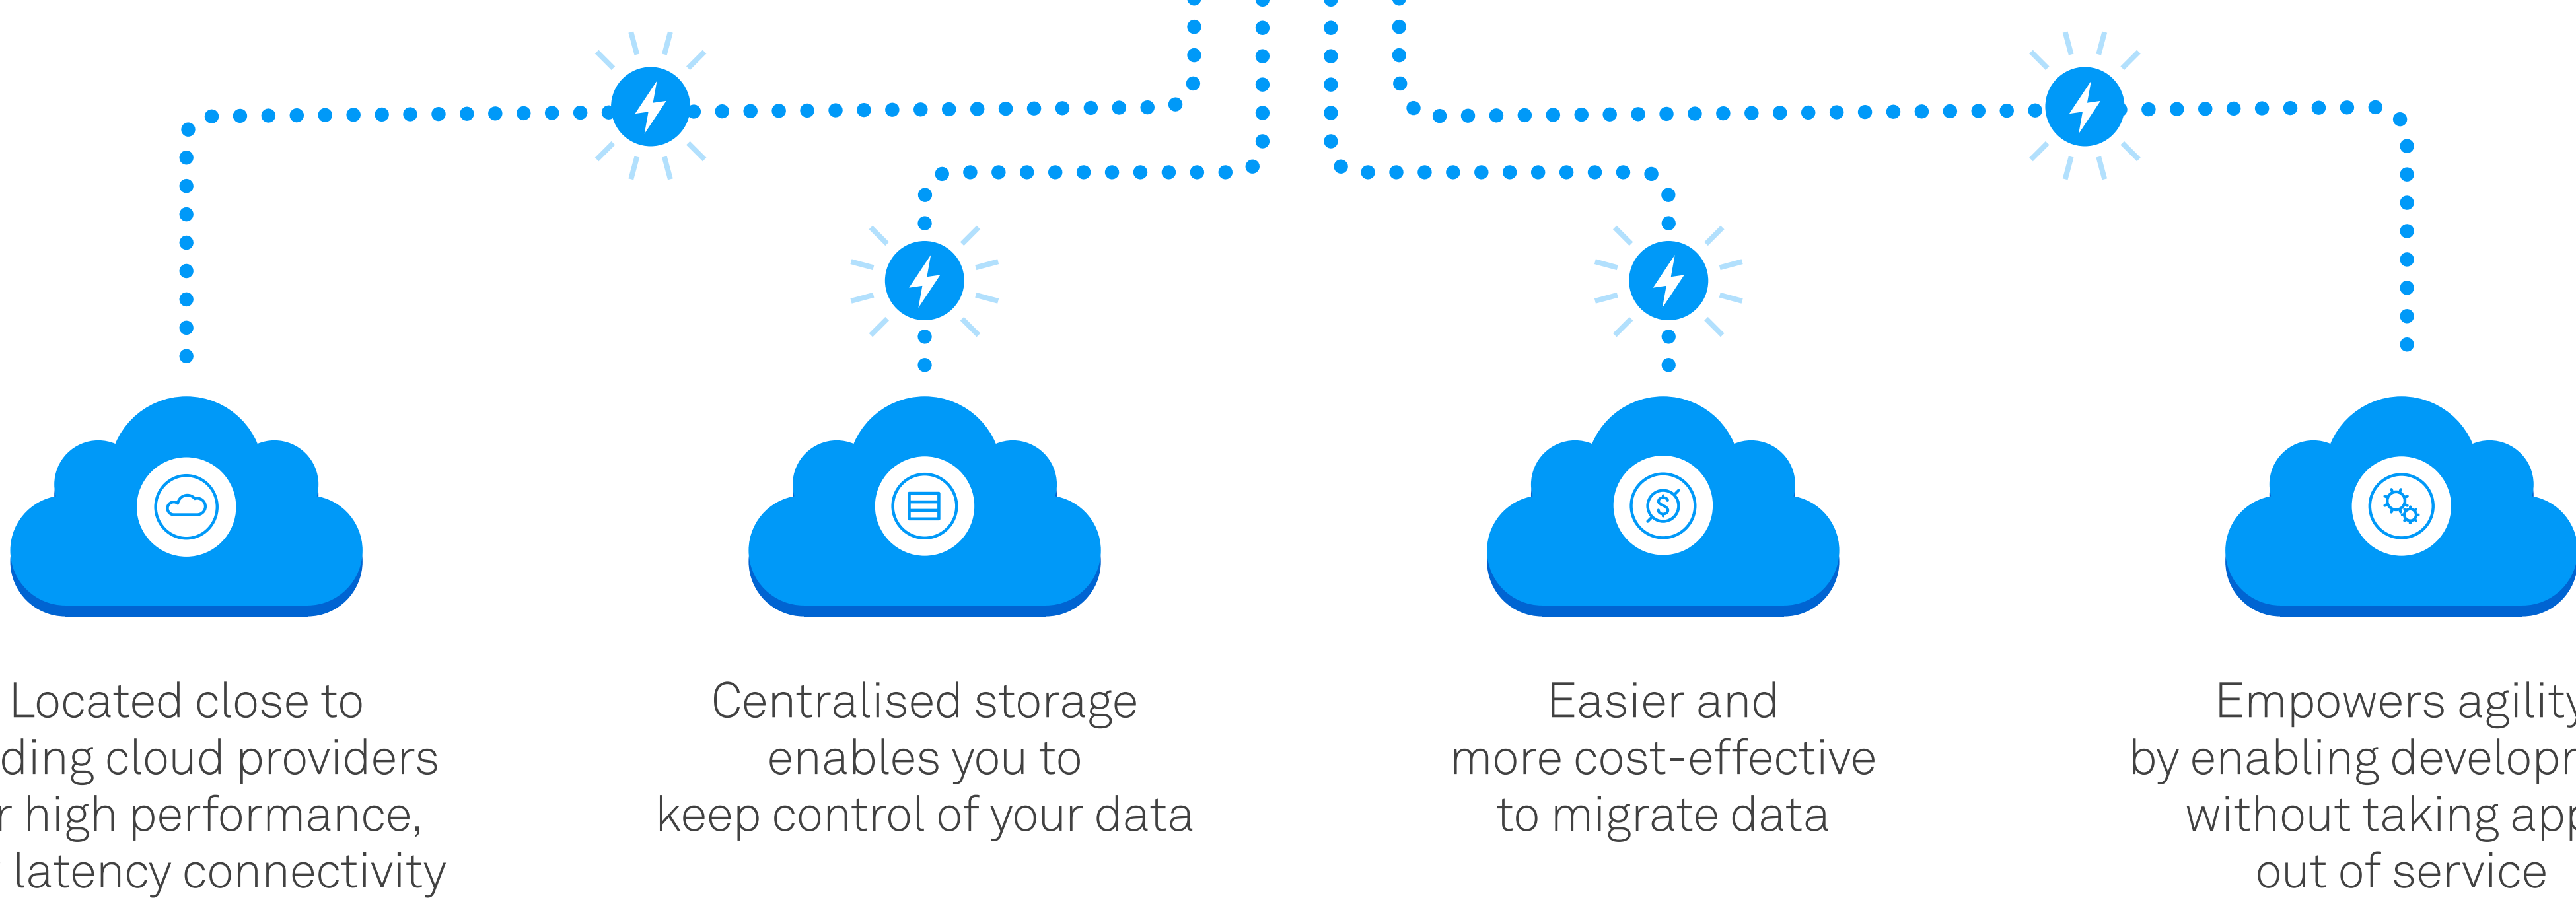 Located close to
ding cloud providers
r high performance,
latency connectivity
Centralised storage
enables you to
keep control of your data
Easier and
more cost-effective
to migrate data
Empowers agility
by enabling develop
without taking app
out of service
$